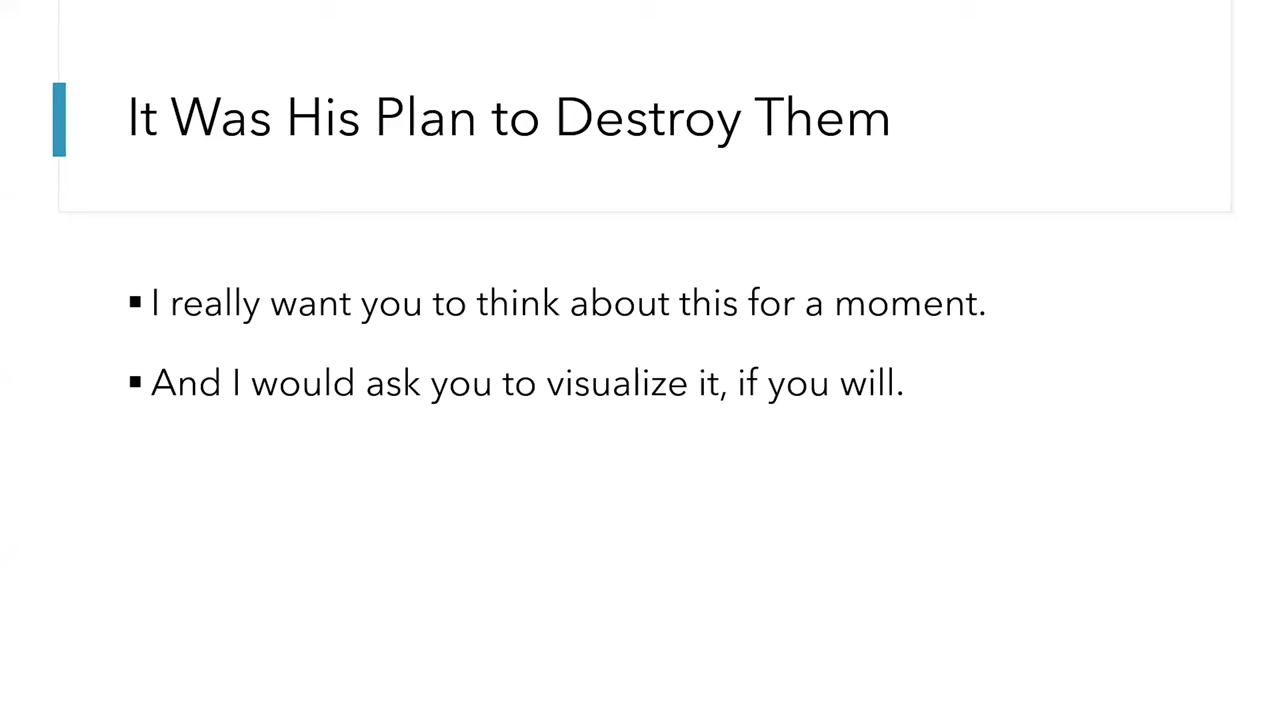 It Was His Plan to Destroy Them
▪ I really want you to think about this for a moment.
▪ And I would ask you to visualize it, if you will.